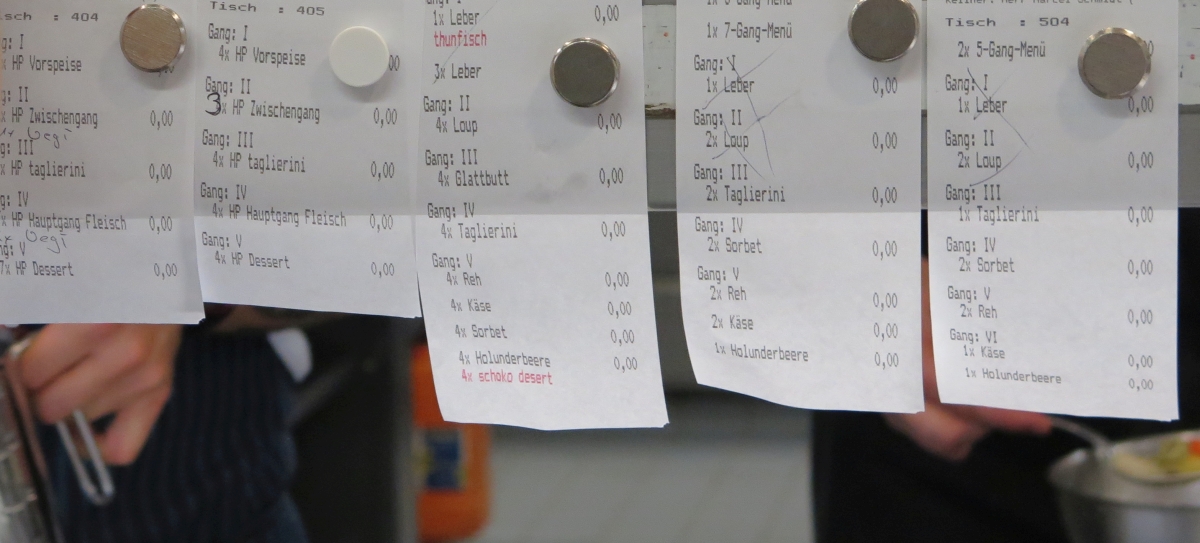 Tisch : 404
Gang: I
HP Vorspeise
Gang: II
HP Zwischengang 0,00
Vegi
Gang: III
HP taglierini 0,00
Gang: IV
HP Hauptgang Fleisch 0,00
Vegi
Gang: V
7x HP Dessert 0,00
Tisch : 405
Gang: I
4x HP Vorspeise
Gang: II
3x HP Zwischengang 0,00
Gang: III
4x HP taglierini 0,00
Gang: IV
4x HP Hauptgang Fleisch 0,00
Gang: V
4x HP Dessert 0,00
1x Leber 0,00
thunfisch
3x Leber
Gang: II
4x Loup 0,00
Gang: III
4x Glattbutt 0,00
Gang: IV
4x Taglierini 0,00
Gang: V
4x Reh 0,00
4x Käse 0,00
4x Sorbet 0,00
4x Holunderbeere 0,00
4x schoko desert
1x 7-Gang-Menü
Gang: I
1x Leber 0,00
Gang: II
2x Loup 0,00
Gang: III
2x Taglierini 0,00
Gang: IV
2x Sorbet 0,00
Gang: V
2x Reh 0,00
2x Käse 0,00
1x Holunderbeere 0,00
Kellner: Herr Marcel Schmidt (
Tisch : 504
2x 5-Gang-Menü
Gang: I
1x Leber 0,00
Gang: II
2x Loup 0,00
Gang: III
1x Taglierini 0,00
Gang: IV
2x Sorbet 0,00
Gang: V
2x Reh 0,00
Gang: VI
1x Käse 0,00
1x Holunderbeere 0,00